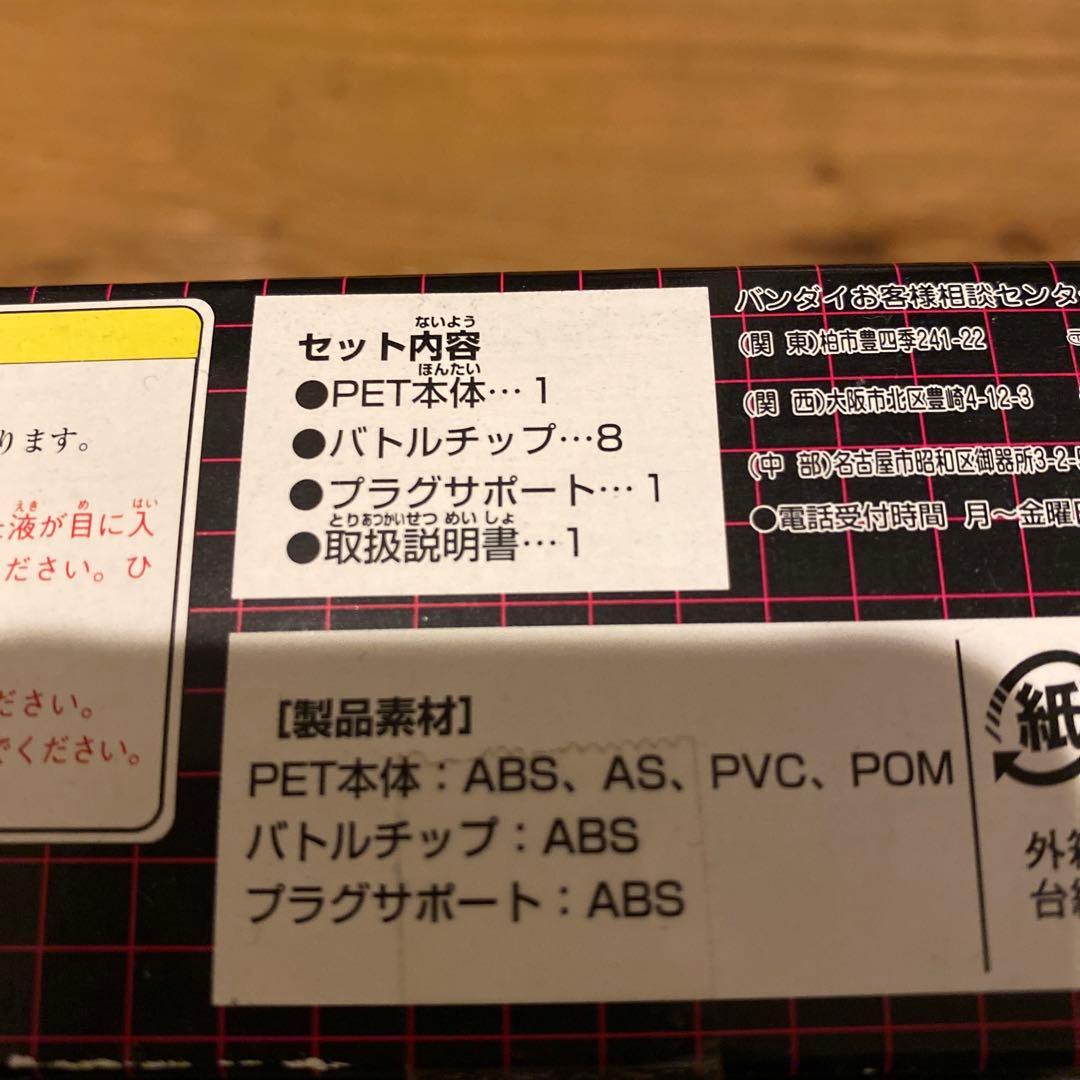 ります。
液が目に入
えき め はい
ださい。ひ
ださい。
でください。
ないよう
セット内容
ほんたい
●PET本体…1
●バトルチップ…8
●プラグサポート…1
とりあつかいせつ めい しょ
●取扱説明書…1
バンダイお客様相談センター
(関 東)柏市豊四季241-22
(関 西)大阪市北区豊崎4-12-3
(中 部)名古屋市昭和区御器所3-2-
●電話受付時間 月〜金曜
[製品素材]
PET本体：ABS、AS、PVC、POM
バトルチップ：ABS
プラグサポート：ABS
紙
外箱
台紙